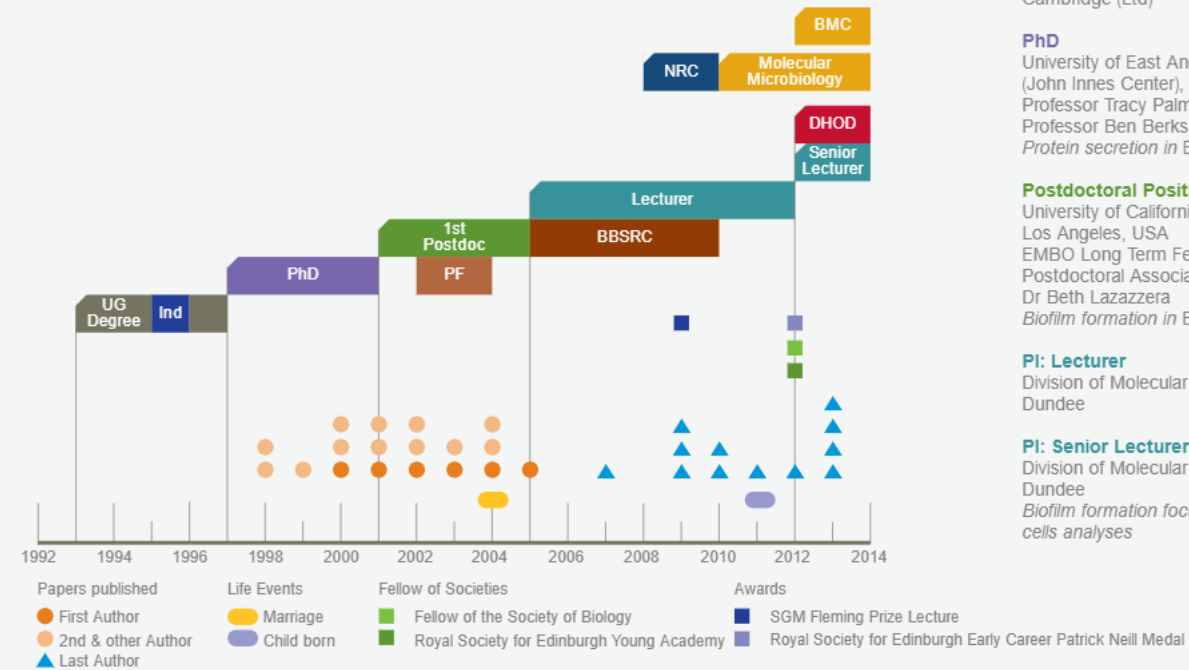 BMC
NRC
Molecular
Microbiology
DHOD
Senior
Lecturer
Lecturer
1st
Postdoc
BBSRC
PhD
PF
UG
Degree
Ind
1992 1994 1996 1998 2000 2002 2004 2006 2008 2010 2012 2014
Papers published
First Author
2nd & other Author
Last Author
Life Events
Marriage
Child born
Fellow of Societies
Fellow of the Society of Biology
Royal Society for Edinburgh Young Academy
Awards
SGM Fleming Prize Lecture
Royal Society for Edinburgh Early Career Patrick Neill Medal
Cambridge (Ltd)
PhD
University of East An
(John Innes Center),
Professor Tracy Palm
Professor Ben Berks
Protein secretion in
Postdoctoral Posit
University of Californi
Los Angeles, USA
EMBO Long Term Fe
Postdoctoral Associa
Dr Beth Lazazzera
Biofilm formation in
PI: Lecturer
Division of Molecular
Dundee
PI: Senior Lecturer
Division of Molecular
Dundee
Biofilm formation foc
cells analyses